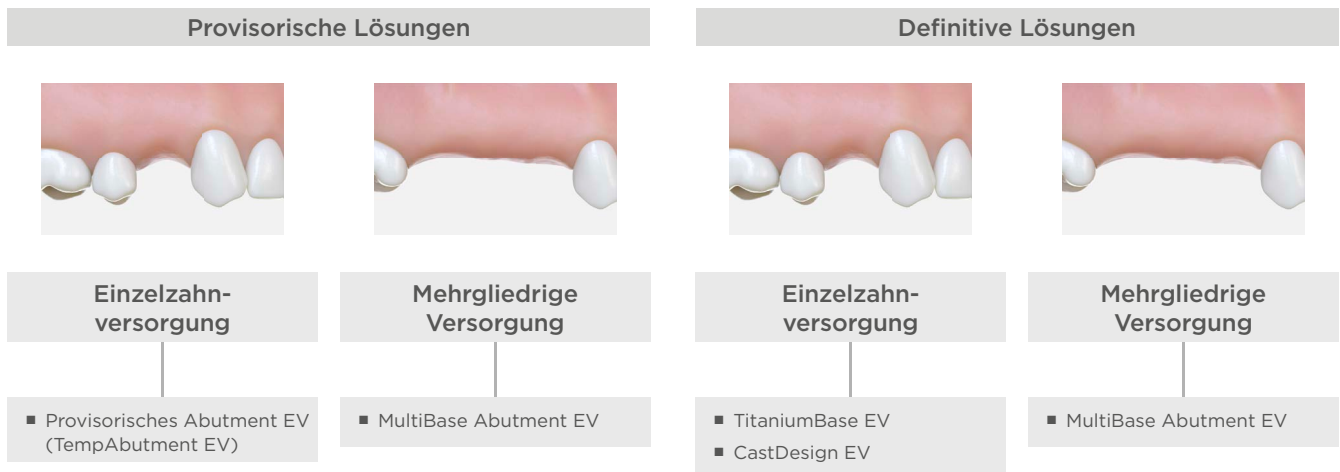 Provisorische Lösungen
Definitive Lösungen
Einzelzahn-
versorgung
Mehrgliedrige
Versorgung
Einzelzahn-
versorgung
Mehrgliedrige
Versorgung
■ Provisorisches Abutment EV
(TempAbutment EV)
■ MultiBase Abutment EV
■ TitaniumBase EV
■ CastDesign EV
■ MultiBase Abutment EV